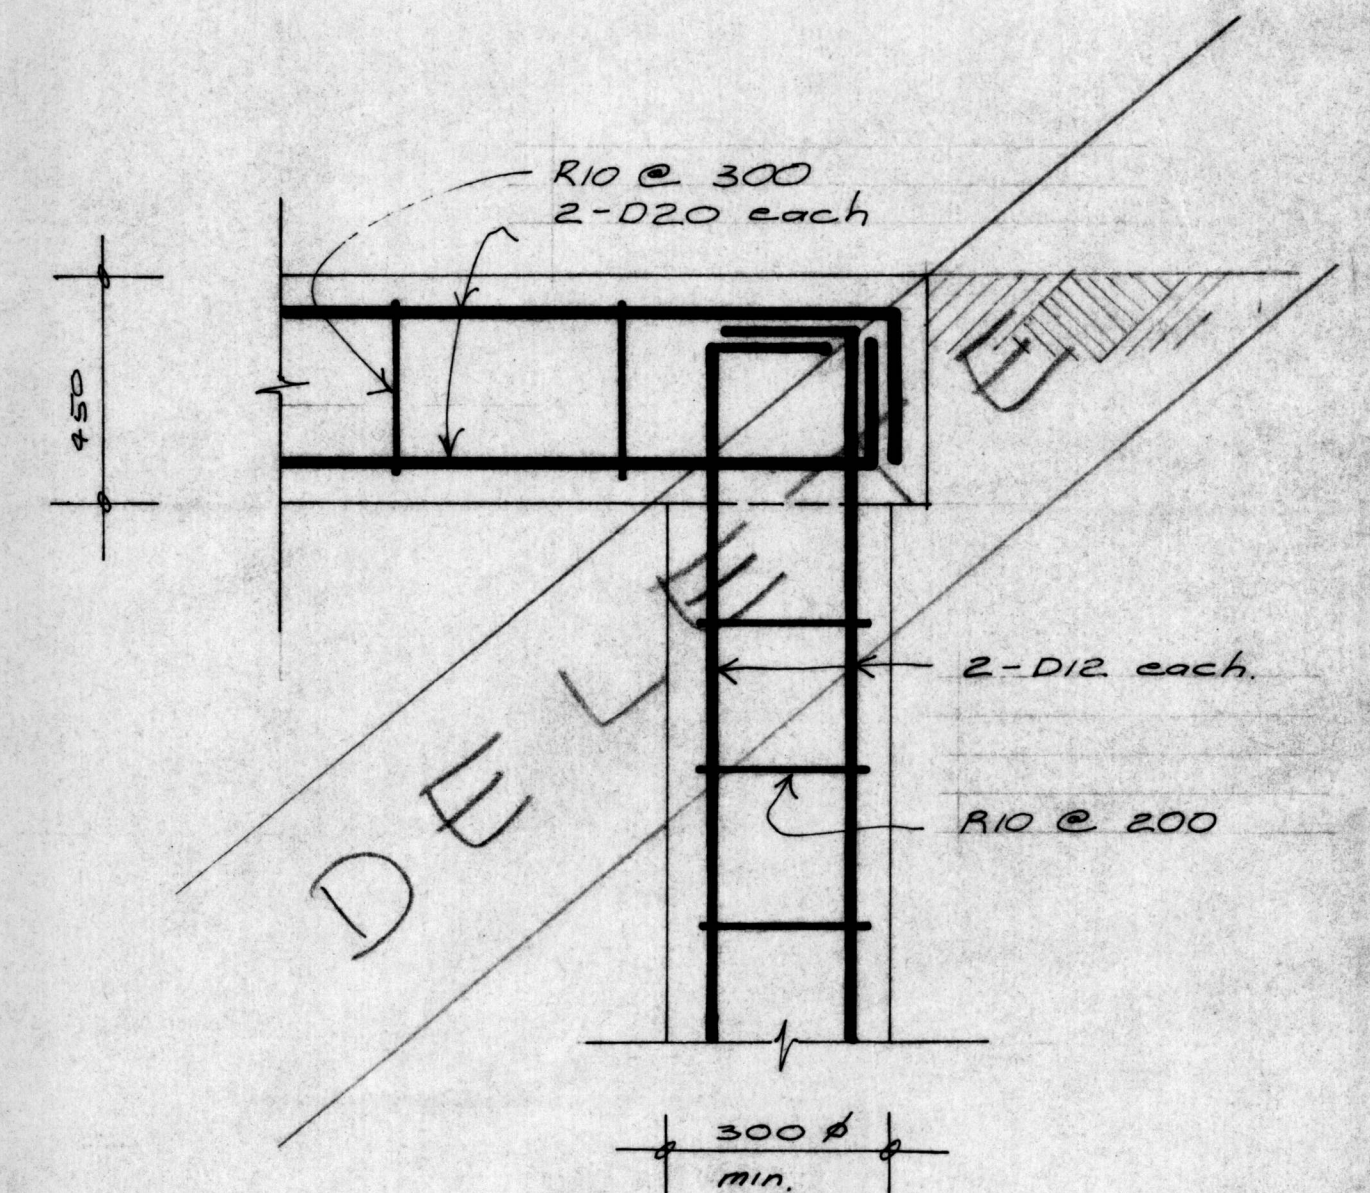 R10 @ 300
2-D20 each
450
DELETE
2-D12 each.
R10 @ 200
300 ϕ
min.